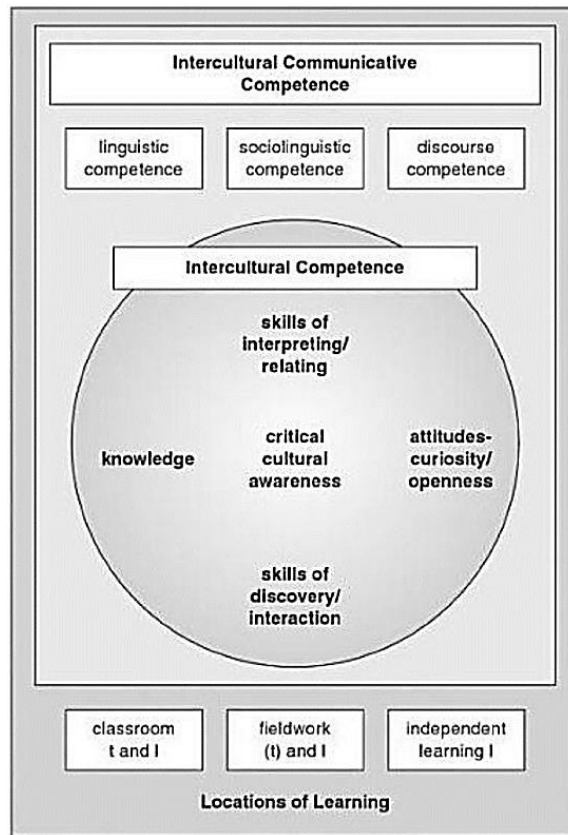 Intercultural Communicative
Competence
linguistic
competence
sociolinguistic
competence
discourse
competence
Intercultural Competence
skills of
interpreting/
relating
knowledge
critical
cultural
awareness
attitudes-
curiosity/
openness
skills of
discovery/
interaction
classroom
t and l
fieldwork
(t) and l
independent
learning l
Locations of Learning